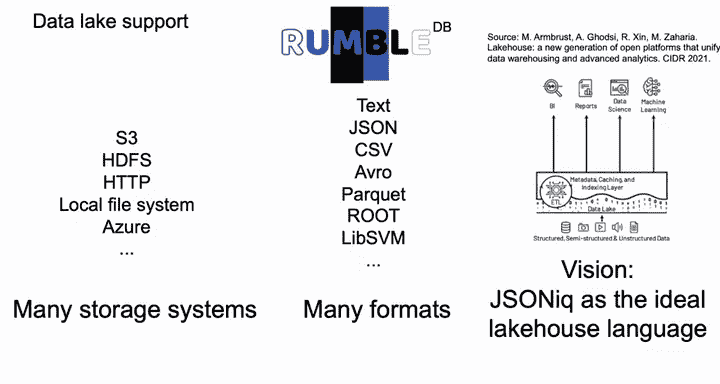 Data lake support
RUMBLE DB
Source: M. Armbrust, A. Ghodsi, R. Xin, M. Zaharia.
Lakehouse: a new generation of open platforms that unify
data warehousing and advanced analytics. CIDR 2021.
S3
HDFS
HTTP
Local file system
Azure
...
Many storage systems
Text
JSON
CSV
Avro
Parquet
ROOT
LibSVM
...
Many formats
BI
Reports
Data
Science
Machine
Learning
Metadata, Caching, and
Indexing Layer
ETL
Data Lake
Structured, Semi-structured & Unstructured Data
Vision:
JSONiq as the ideal
lakehouse language